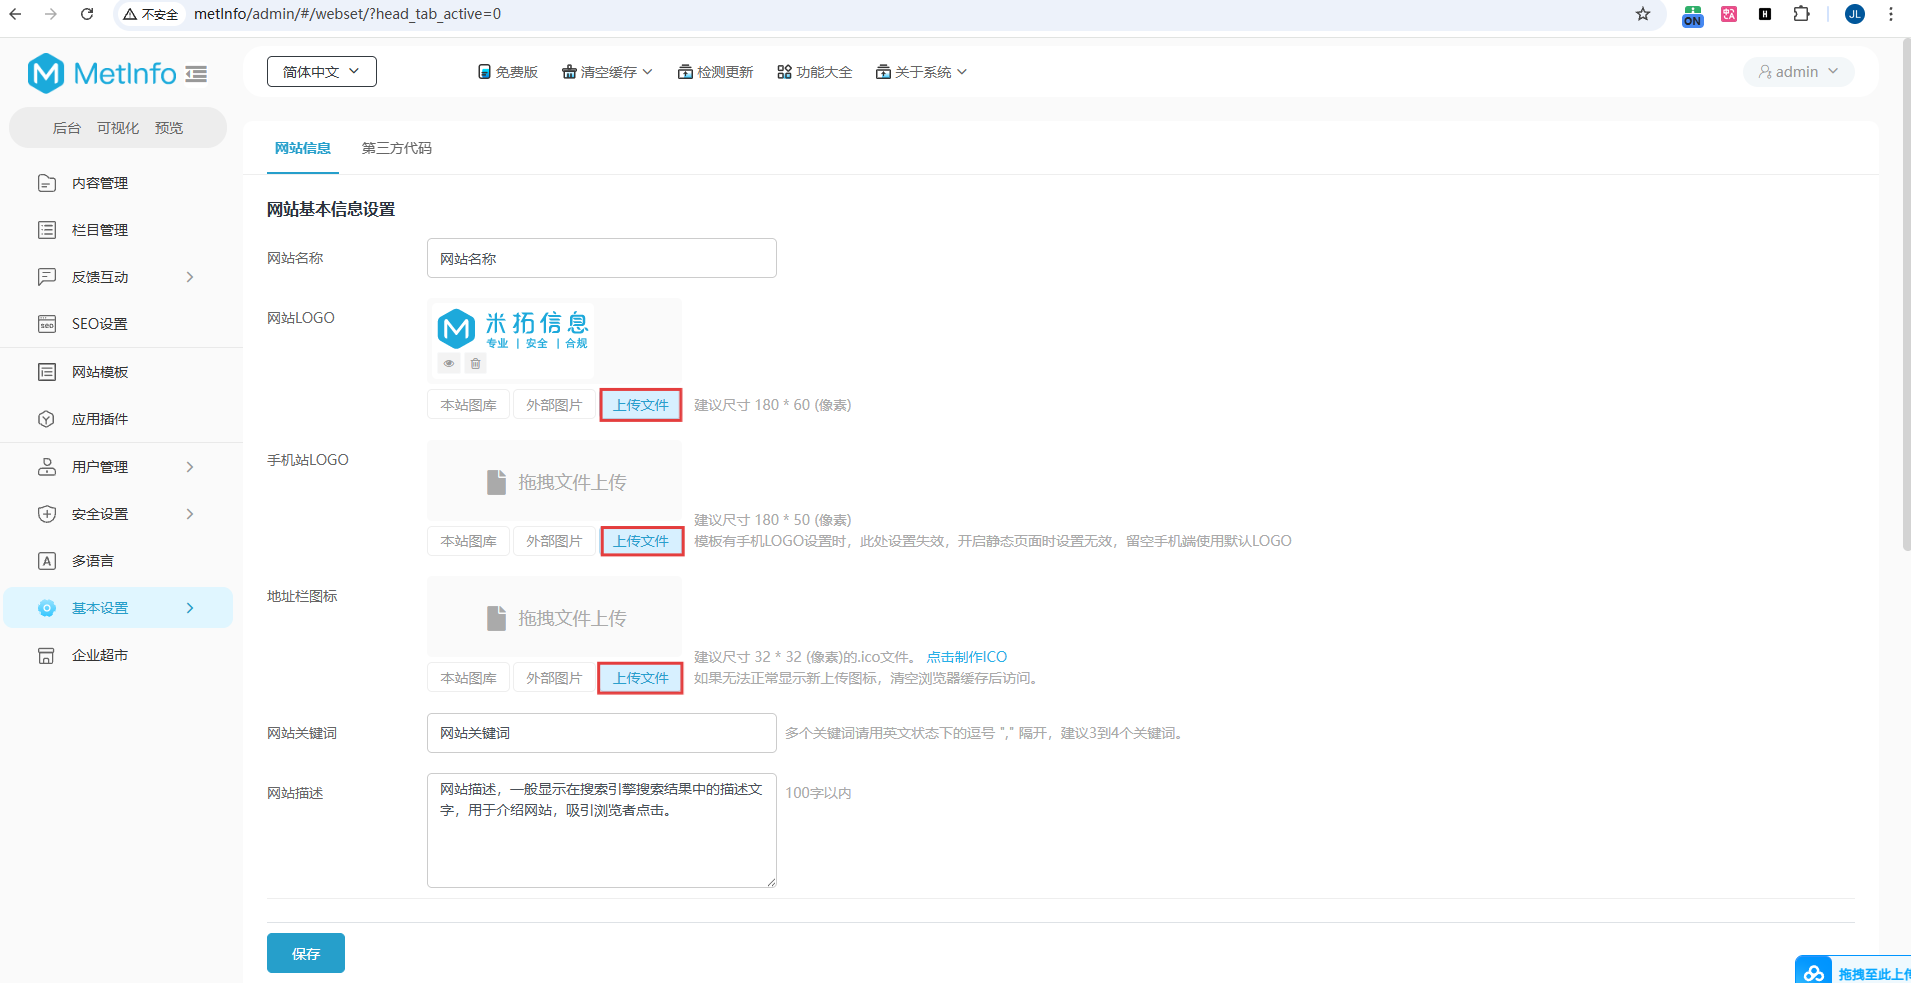 不安全 metInfo/admin/#/webset/?head_tab_active=0
ON
JL
MetInfo
简体中文
免费版 清空缓存 检测更新 功能大全 关于系统
admin
后台 可视化 预览
网站信息 第三方代码
内容管理
栏目管理
反馈互动
SEO设置
网站模板
应用插件
用户管理
安全设置
多语言
基本设置
企业超市
网站基本信息设置
网站名称 网站名称
网站LOGO
米拓信息
专业 | 安全 | 合规
本站图库 外部图片 上传文件 建议尺寸 180 * 60 (像素)
手机站LOGO
拖拽文件上传
建议尺寸 180 * 50 (像素)
本站图库 外部图片 上传文件 模板有手机LOGO设置时，此处设置失效，开启静态页面时设置无效，留空手机端使用默认LOGO
地址栏图标
拖拽文件上传
建议尺寸 32 * 32 (像素)的.ico文件。 点击制作ICO
本站图库 外部图片 上传文件 如果无法正常显示新上传图标，清空浏览器缓存后访问。
网站关键词 网站关键词 多个关键词请用英文状态下的逗号 "," 隔开，建议3到4个关键词。
网站描述 网站描述，一般显示在搜索引擎搜索结果中的描述文
字，用于介绍网站，吸引浏览者点击。
100字以内
保存
拖拽至此上传